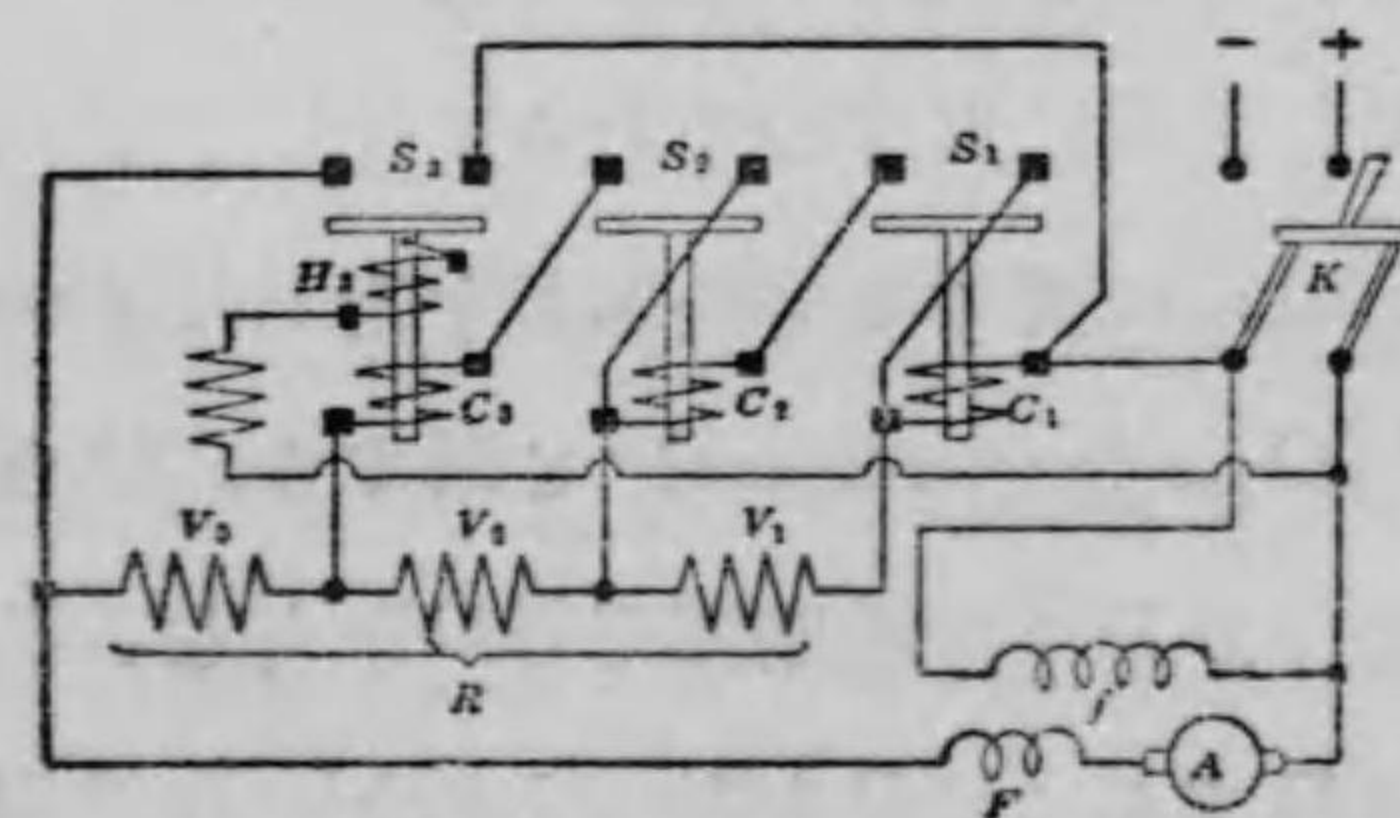 − +
S₃ S₂ S₁
H₃ K
C₃ C₂ C₁
V₃ V₂ V₁
R
f
F A